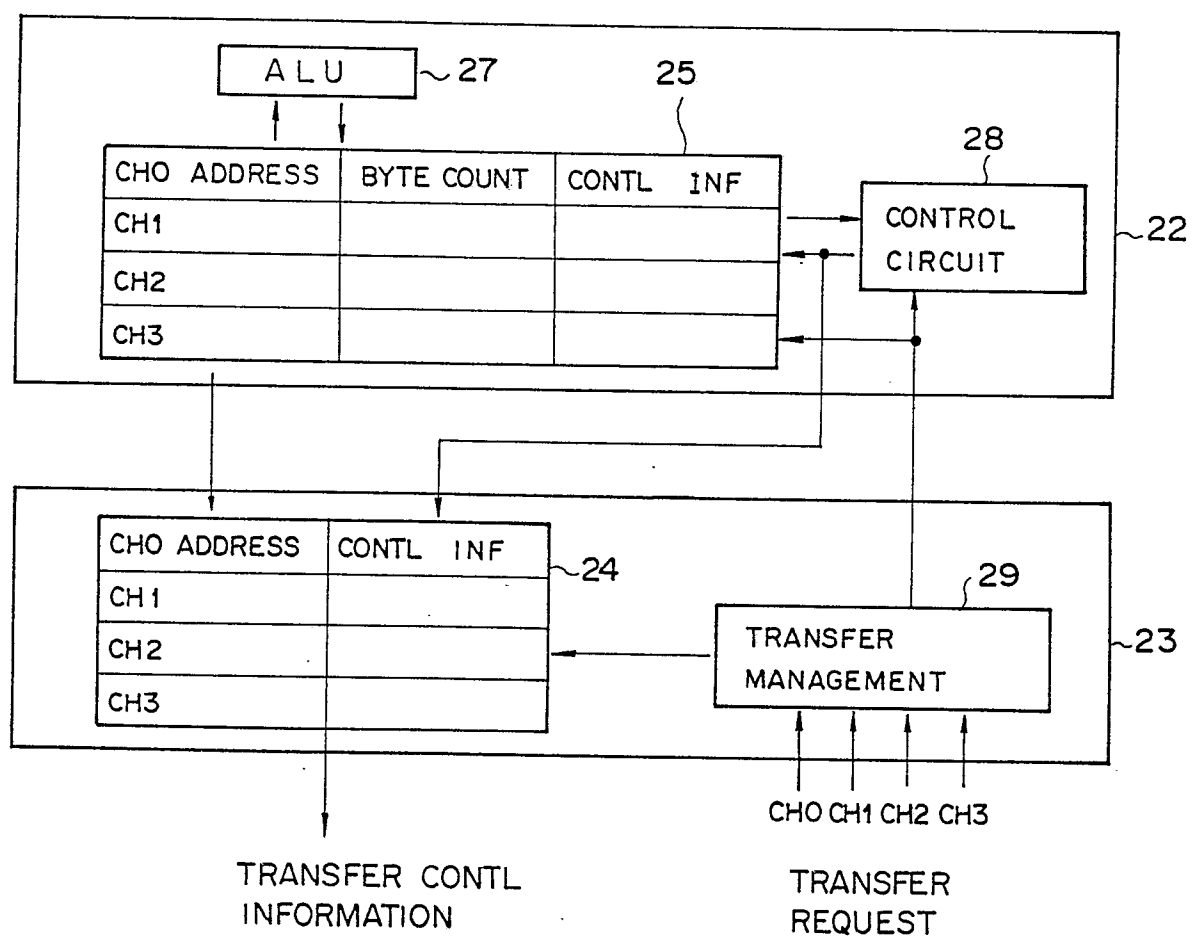 ALU
27
25
CHO ADDRESS BYTE COUNT CONTL INF
CH1
CH2
CH3
28
CONTROL
CIRCUIT
22
CHO ADDRESS CONTL INF
CH1
CH2
CH3
24
29
TRANSFER
MANAGEMENT
23
CHO CH1 CH2 CH3
TRANSFER CONTL
INFORMATION
TRANSFER
REQUEST